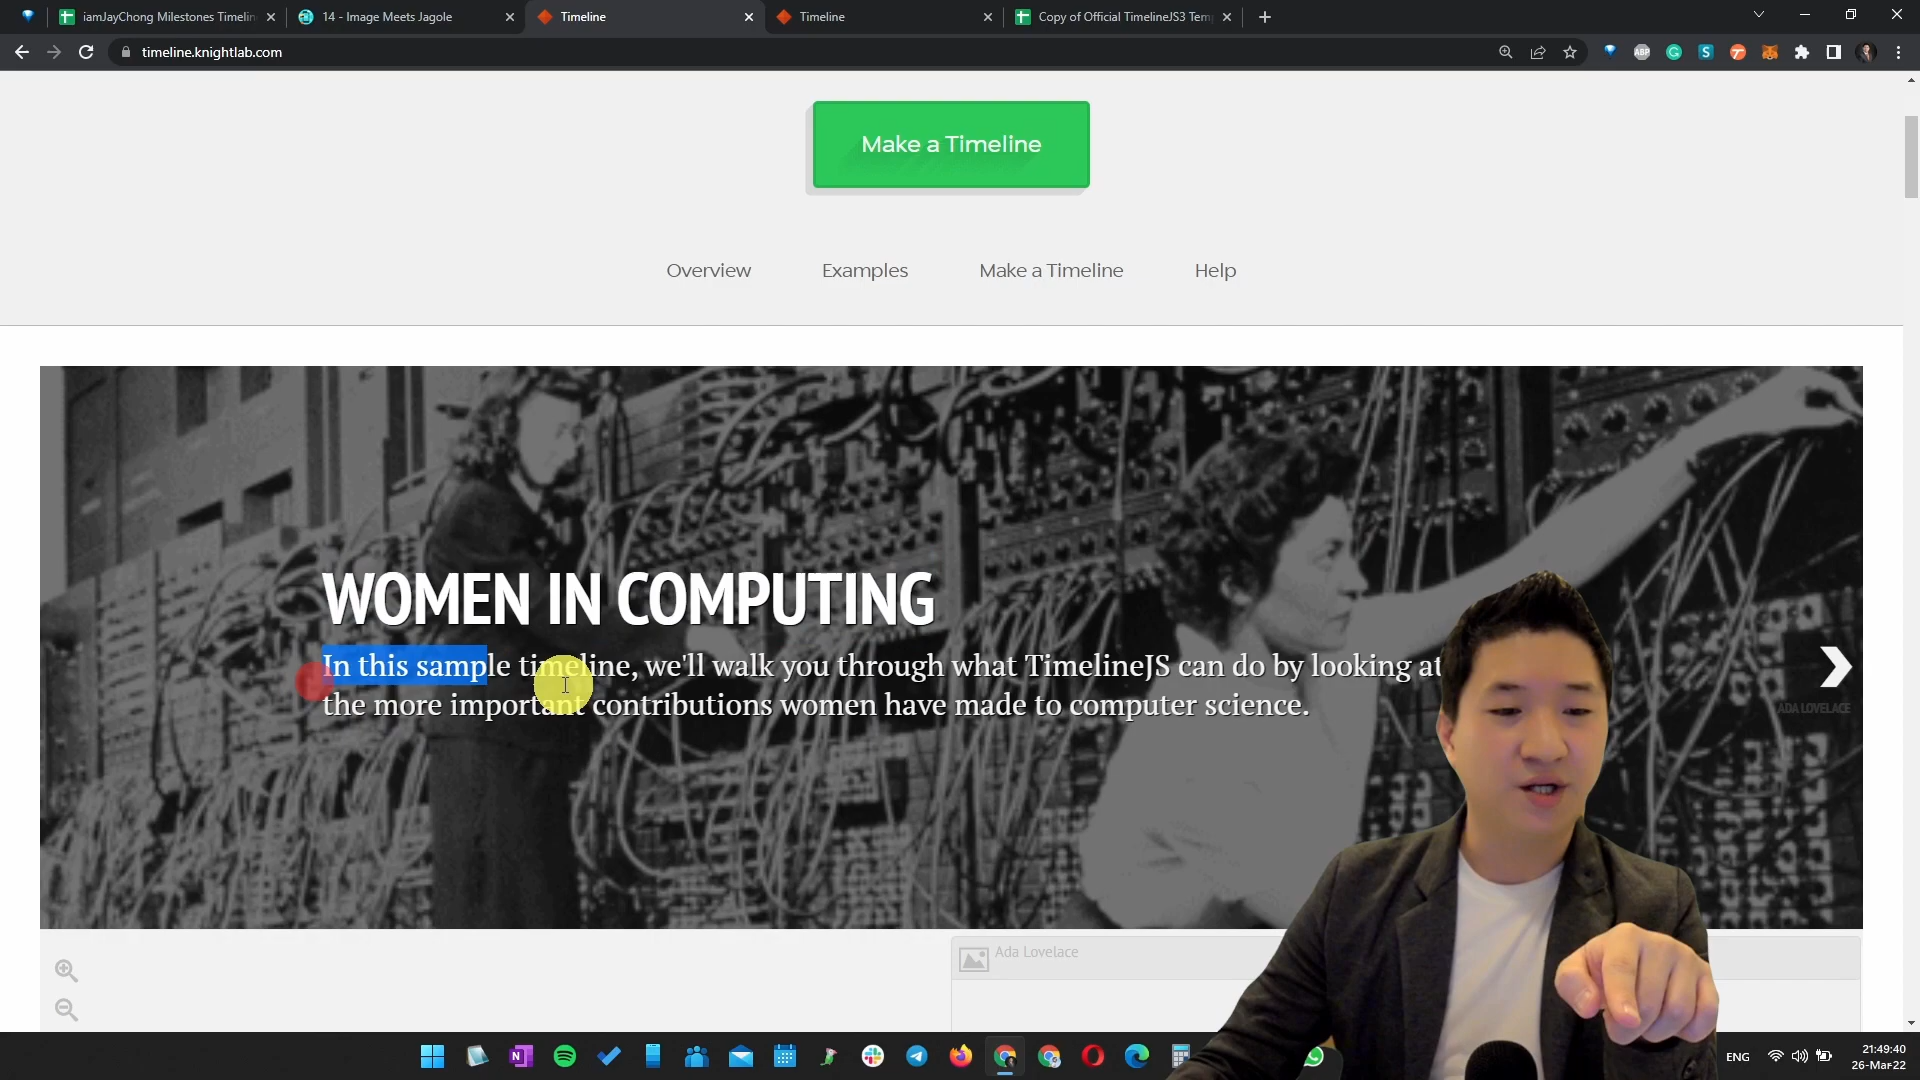 iamJayChong Milestones Timelin
14 - Image Meets Jagole
Timeline
Timeline
Copy of Official TimelineJS3 Tem
timeline.knightlab.com
Make a Timeline
Overview
Examples
Make a Timeline
Help
WOMEN IN COMPUTING
In this sample timeline, we'll walk you through what TimelineJS can do by looking at
the more important contributions women have made to computer science.
ADA LOVELACE
Ada Lovelace
ENG
21:49:40
26-Mar-22